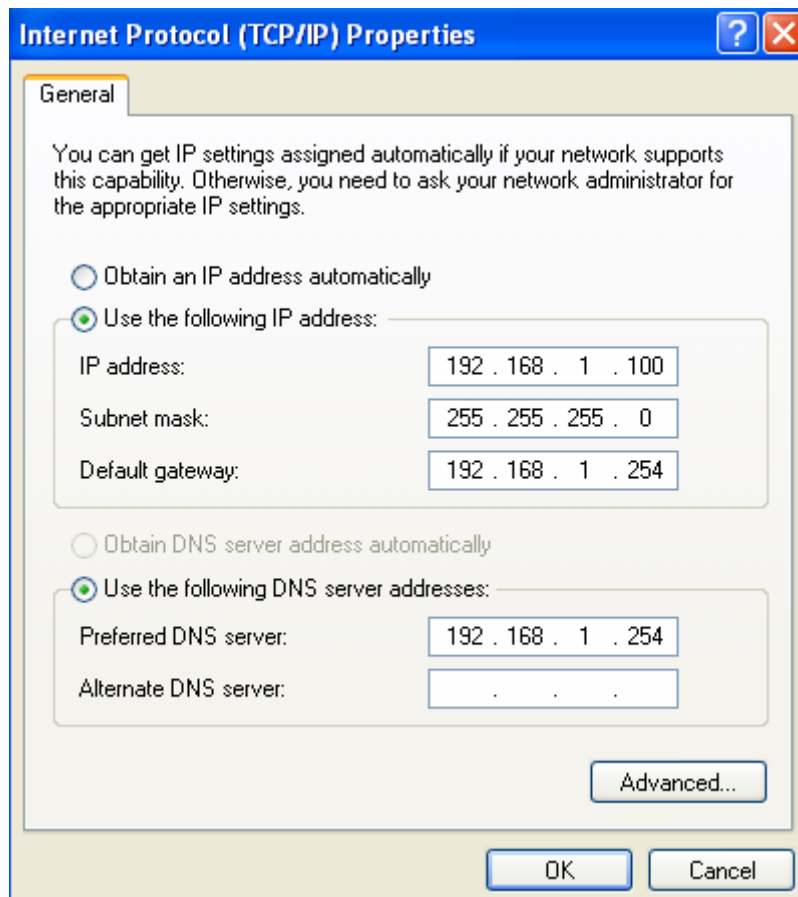 Internet Protocol (TCP/IP) Properties
General
You can get IP settings assigned automatically if your network supports
this capability. Otherwise, you need to ask your network administrator for
the appropriate IP settings.
Obtain an IP address automatically
Use the following IP address:
IP address: 192 . 168 . 1 . 100
Subnet mask: 255 . 255 . 255 . 0
Default gateway: 192 . 168 . 1 . 254
Obtain DNS server address automatically
Use the following DNS server addresses:
Preferred DNS server: 192 . 168 . 1 . 254
Alternate DNS server: . . .
Advanced...
OK Cancel